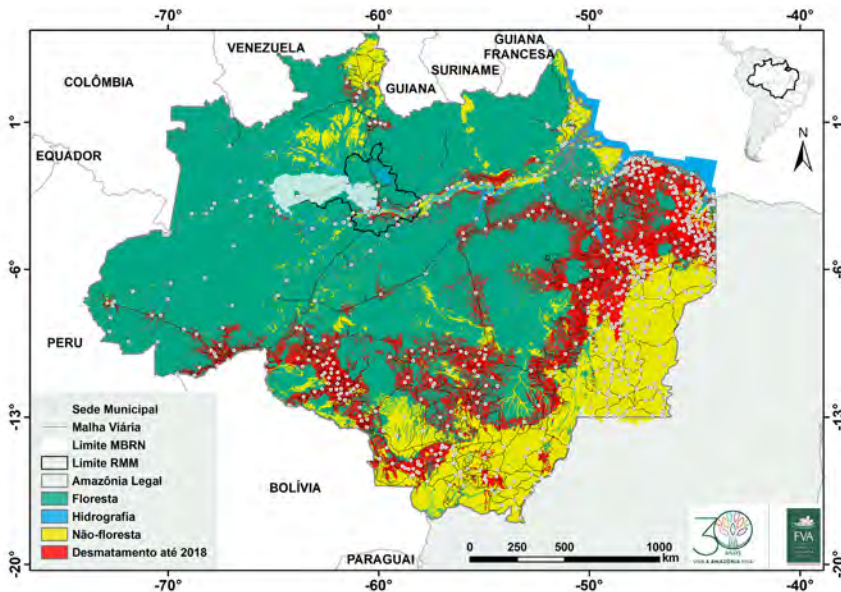 -70°
-60°
-50°
-40°
VENEZUELA
GUIANA
FRANCESA
SURINAME
GUIANA
COLÔMBIA
EQUADOR
PERU
BOLÍVIA
PARAGUAI
N
1°
1°
-6°
-6°
-13°
-13°
-20°
-20°
Sede Municipal
Malha Viária
Limite MBRN
Limite RMM
Amazônia Legal
Floresta
Hidrografia
Não-floresta
Desmatamento até 2018
0 250 500 1000
km
30
ANOS
FVA
-70°
-60°
-50°
-40°